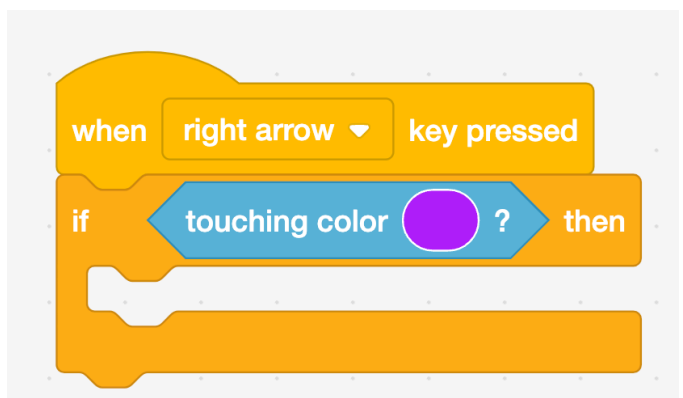 when right arrow key pressed
if touching color ? then